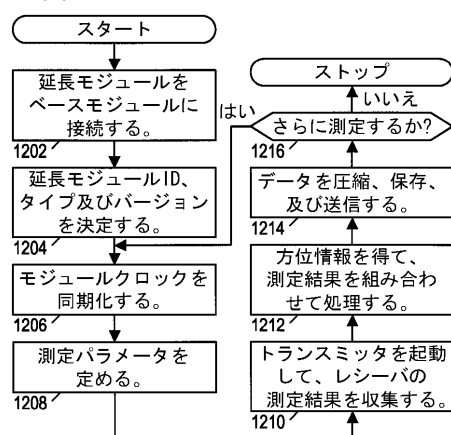 スタート
延長モジュールを
ベースモジュールに
接続する。
1202
延長モジュールID、
タイプ及びバージョン
を決定する。
1204
モジュールクロックを
同期化する。
1206
測定パラメータを
定める。
1208
トランスミッタを起動
して、レシーバの
測定結果を収集する。
1210
方位情報を得て、
測定結果を組み合わ
せて処理する。
1212
データを圧縮、保存、
及び送信する。
1214
さらに測定するか?
1216
はい
いいえ
ストップ